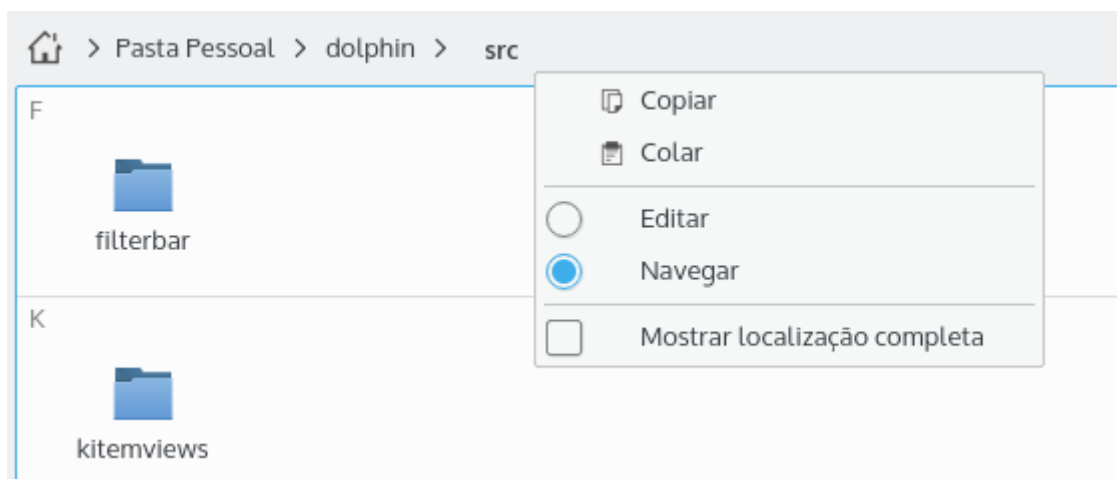 > Pasta Pessoal > dolphin > src
F
filterbar
K
kitemviews
Copiar
Colar
Editar
Navegar
Mostrar localização completa